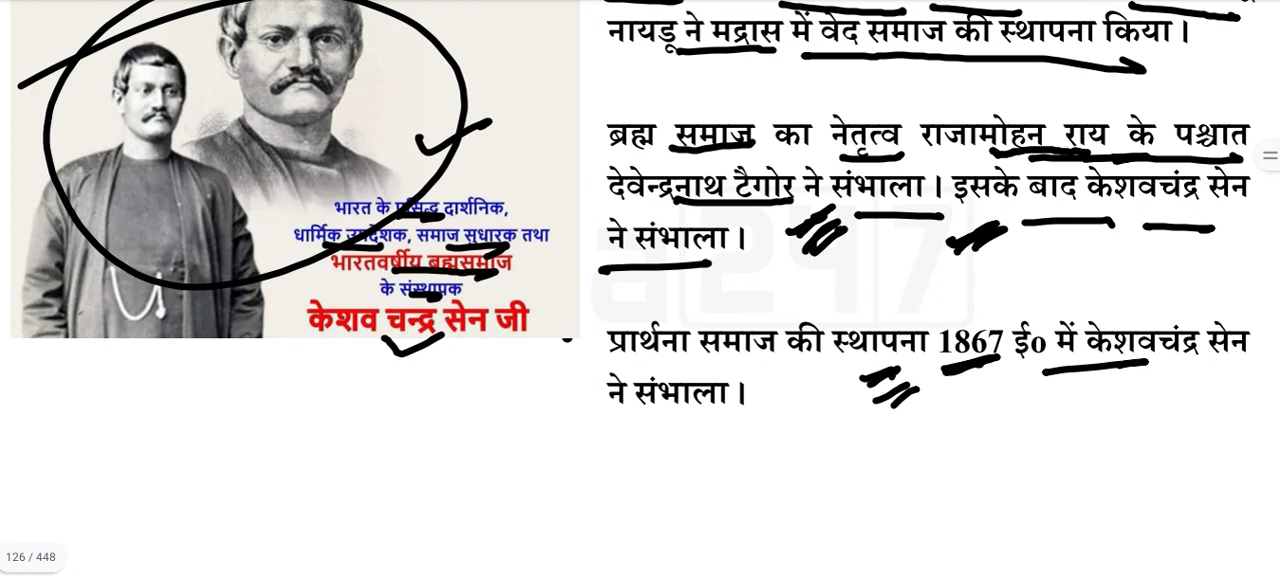 भारत के प्रसिद्ध दार्शनिक,
धार्मिक उपदेशक, समाज सुधारक तथा
भारतवर्षीय ब्रह्मसमाज
के संस्थापक
केशव चन्द्र सेन जी
नायडू ने मद्रास में वेद समाज की स्थापना किया।
ब्रह्म समाज का नेतृत्व राजामोहन राय के पश्चात
देवेन्द्रनाथ टैगोर ने संभाला। इसके बाद केशवचंद्र सेन
ने संभाला।
प्रार्थना समाज की स्थापना 1867 ई० में केशवचंद्र सेन
ने संभाला।
a247
126 / 448